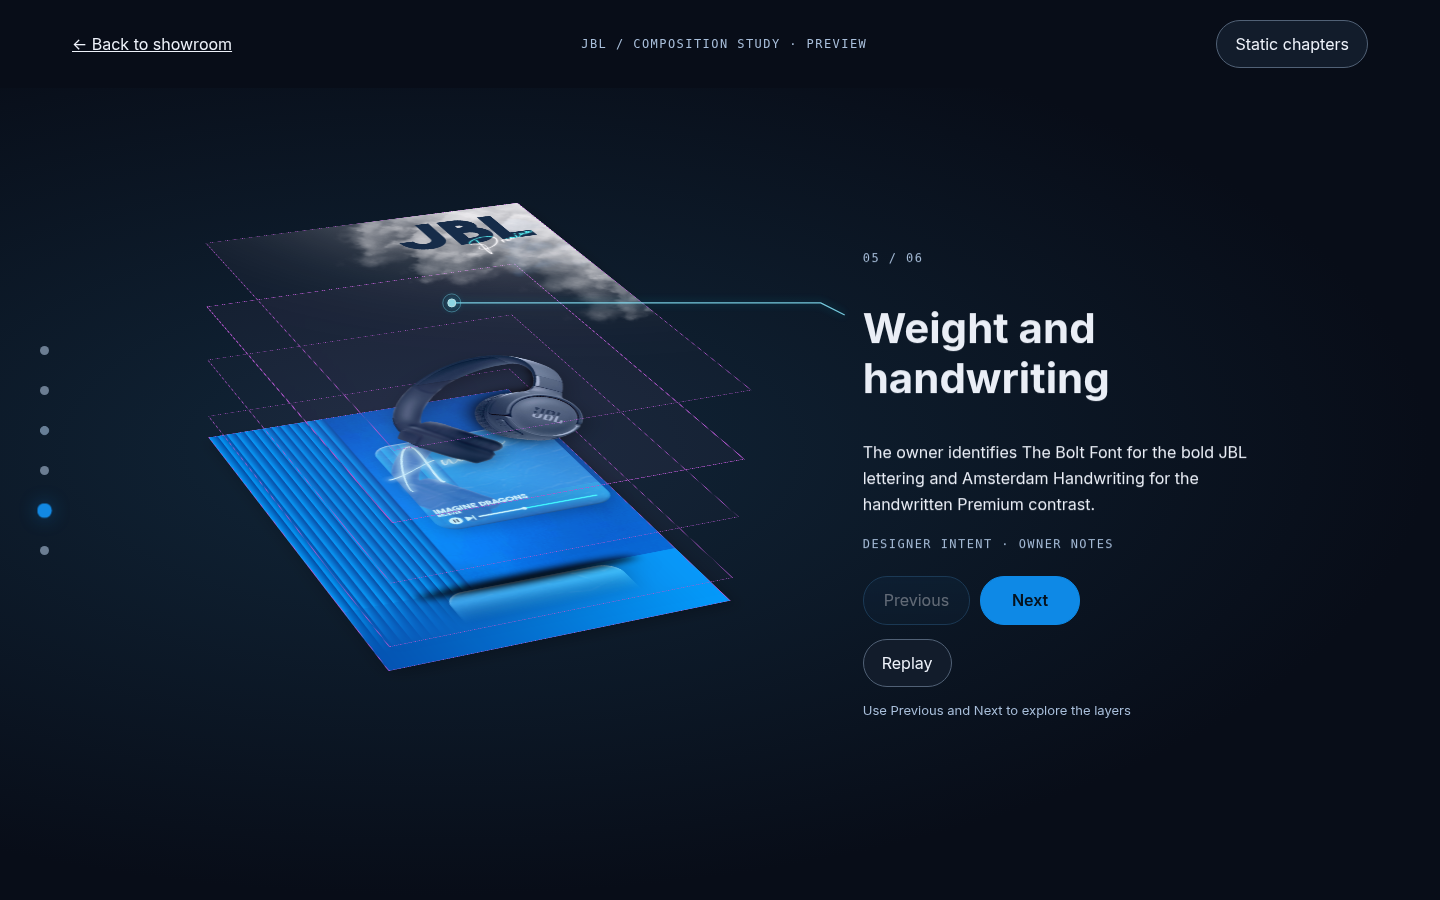 ← Back to showroom
JBL / COMPOSITION STUDY · PREVIEW
Static chapters
JBL
Premium
05 / 06
Weight and
handwriting
The owner identifies The Bolt Font for the bold JBL
lettering and Amsterdam Handwriting for the
handwritten Premium contrast.
DESIGNER INTENT · OWNER NOTES
Previous
Next
Replay
Use Previous and Next to explore the layers
JBL
IMAGINE DRAGONS